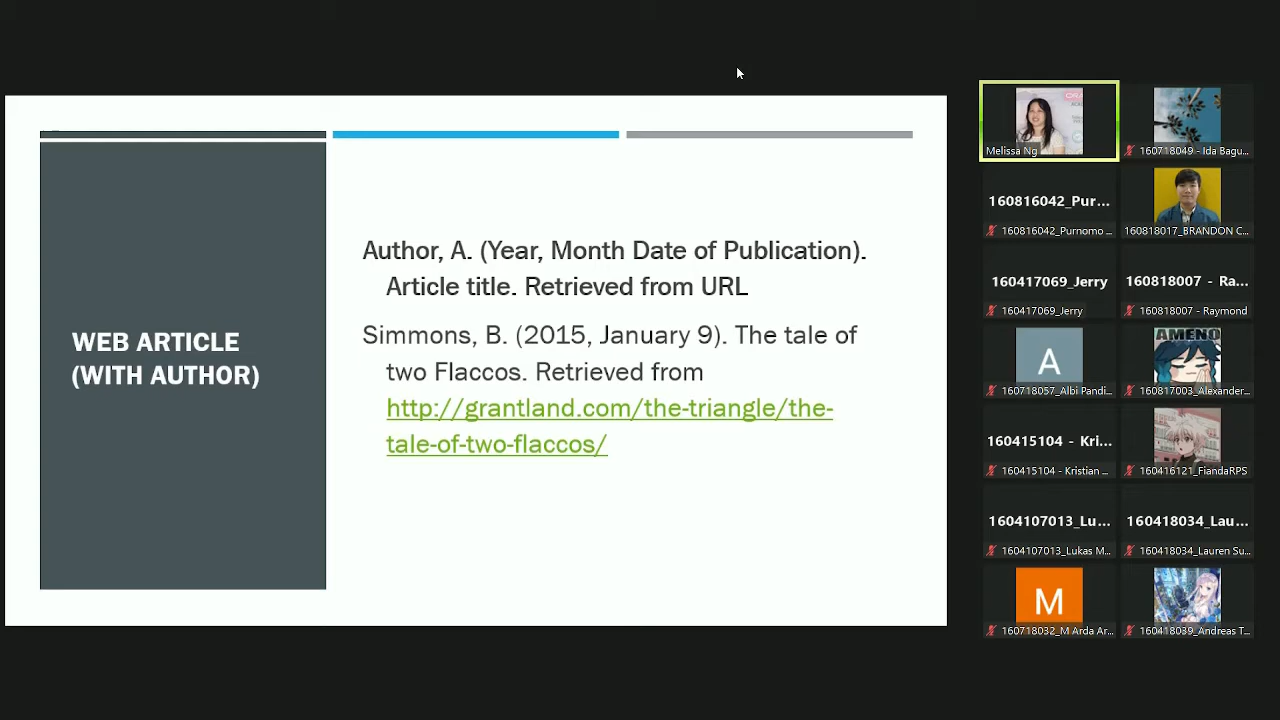 WEB ARTICLE
(WITH AUTHOR)
Author, A. (Year, Month Date of Publication).
Article title. Retrieved from URL
Simmons, B. (2015, January 9). The tale of
two Flaccos. Retrieved from
http://grantland.com/the-triangle/the-
tale-of-two-flaccos/
Melissa Ng
160718049 - Ida Bagu...
160816042_Pur...
160816042_Purnomo ...
160818017_BRANDON C...
160417069_Jerry
160417069_Jerry
160818007 - Ra...
160818007 - Raymond
A
160718057_Albi Pandi...
AMENO
160817003_Alexander...
160415104 - Kri...
160415104 - Kristian ...
160416121_FiandaRPS
1604107013_Lu...
1604107013_Lukas M...
160418034_Lau...
160418034_Lauren Su...
M
160718032_M Arda Ar...
160418039_Andreas T...